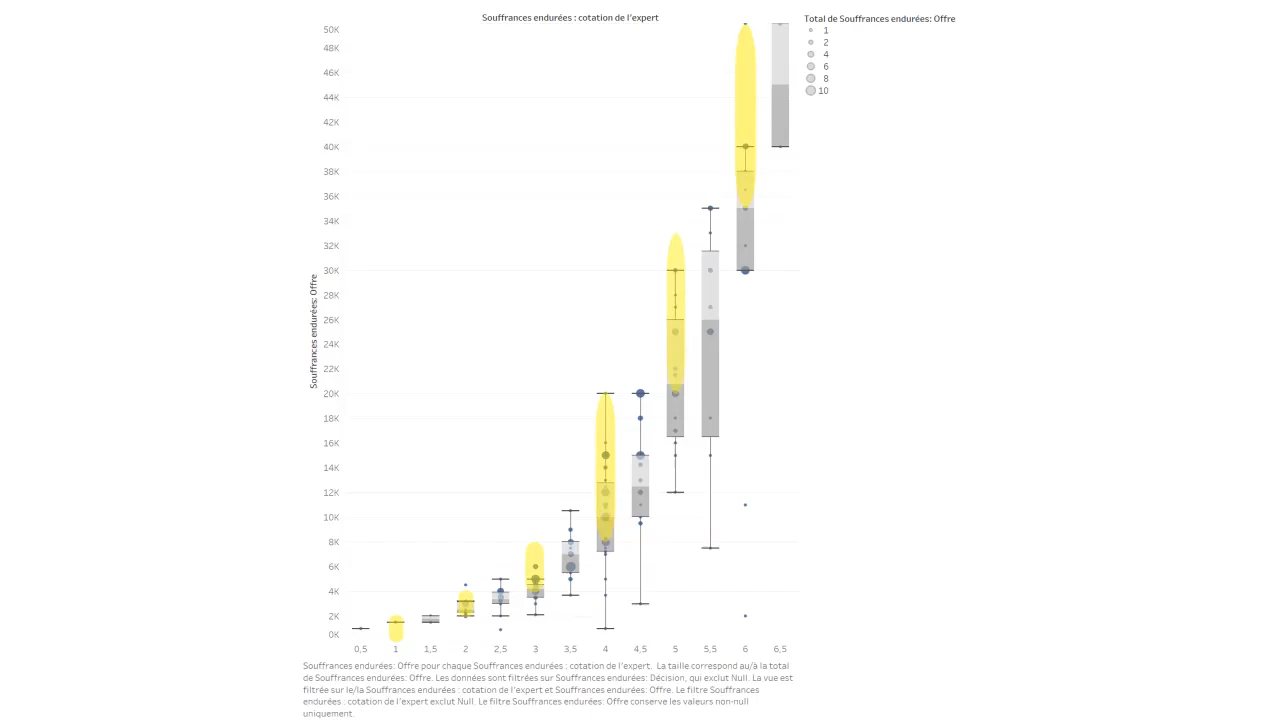 Souffrances endurées : cotation de l'expert
Total de Souffrances endurées: Offre
1
2
4
6
8
10
50K
48K
46K
44K
42K
40K
38K
36K
34K
32K
30K
28K
26K
24K
22K
20K
18K
16K
14K
12K
10K
8K
6K
4K
2K
0K
Souffrances endurées: Offre
0,5 1 1,5 2 2,5 3 3,5 4 4,5 5 5,5 6 6,5
Souffrances endurées: Offre pour chaque Souffrances endurées : cotation de l'expert. La taille correspond au/à la total
de Souffrances endurées: Offre. Les données sont filtrées sur Souffrances endurées: Décision, qui exclut Null. La vue est
filtrée sur le/la Souffrances endurées : cotation de l'expert et Souffrances endurées: Offre. Le filtre Souffrances
endurées : cotation de l'expert exclut Null. Le filtre Souffrances endurées: Offre conserve les valeurs non-null
uniquement.